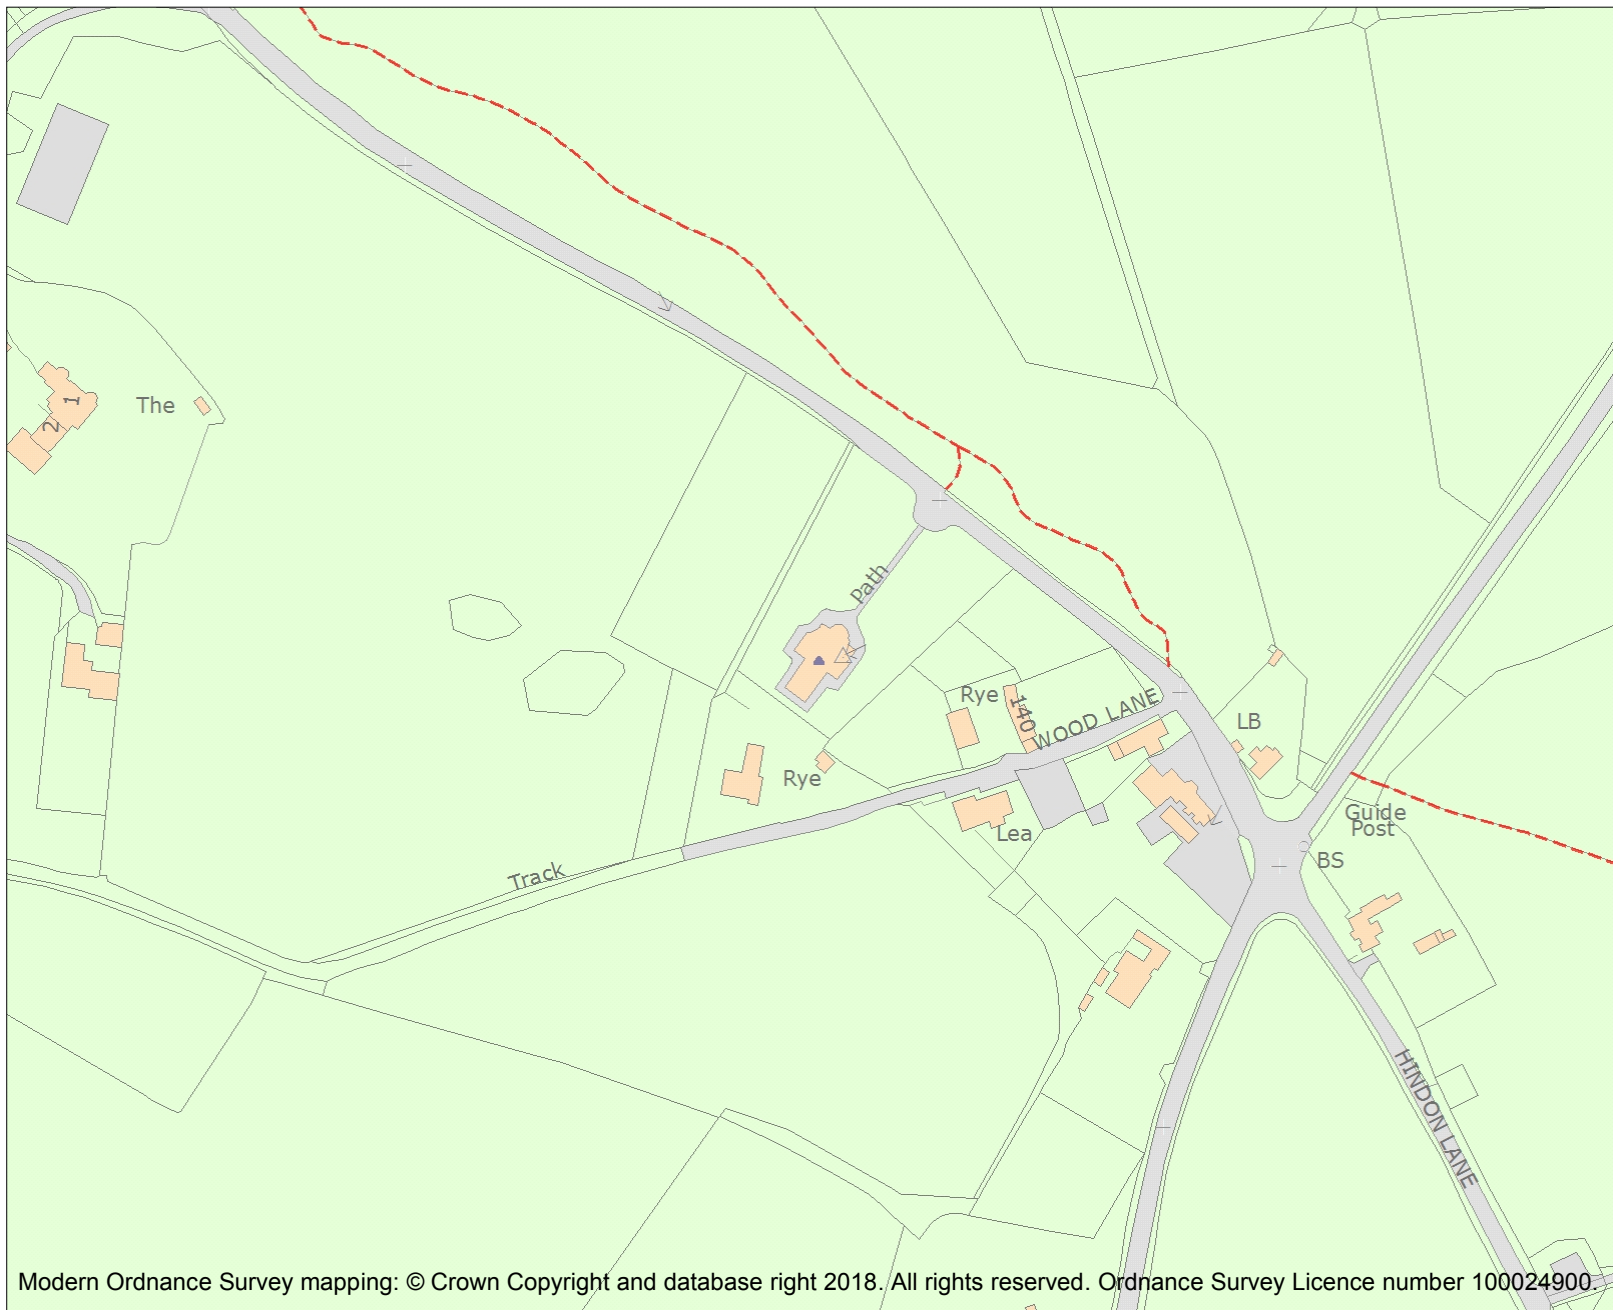 1
2
The
Path
Rye
140
WOOD LANE
LB
Rye
Lea
Guide
Post
BS
Track
HINDON LANE
Modern Ordnance Survey mapping: © Crown Copyright and database right 2018. All rights reserved. Ordnance Survey Licence number 100024900.